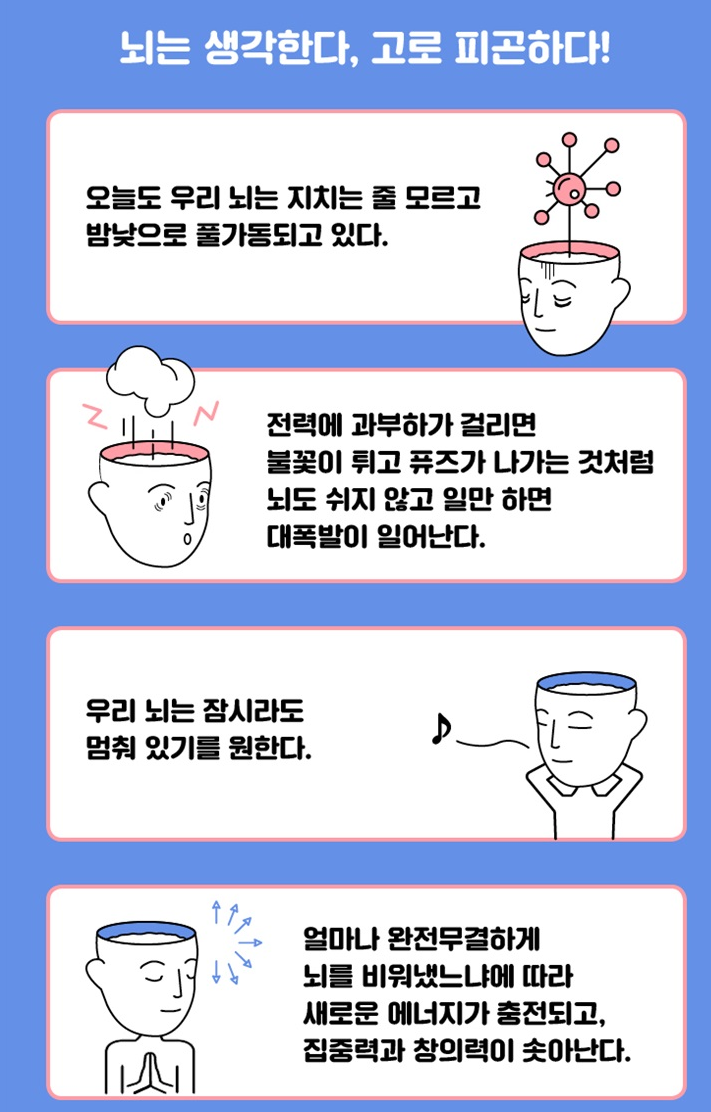 뇌는 생각한다, 고로 피곤하다!
오늘도 우리 뇌는 지치는 줄 모르고
밤낮으로 풀가동되고 있다.
전력에 과부하가 걸리면
불꽃이 튀고 퓨즈가 나가는 것처럼
뇌도 쉬지 않고 일만 하면
대폭발이 일어난다.
우리 뇌는 잠시라도
멈춰 있기를 원한다.
얼마나 완전무결하게
뇌를 비워냈느냐에 따라
새로운 에너지가 충전되고,
집중력과 창의력이 솟아난다.